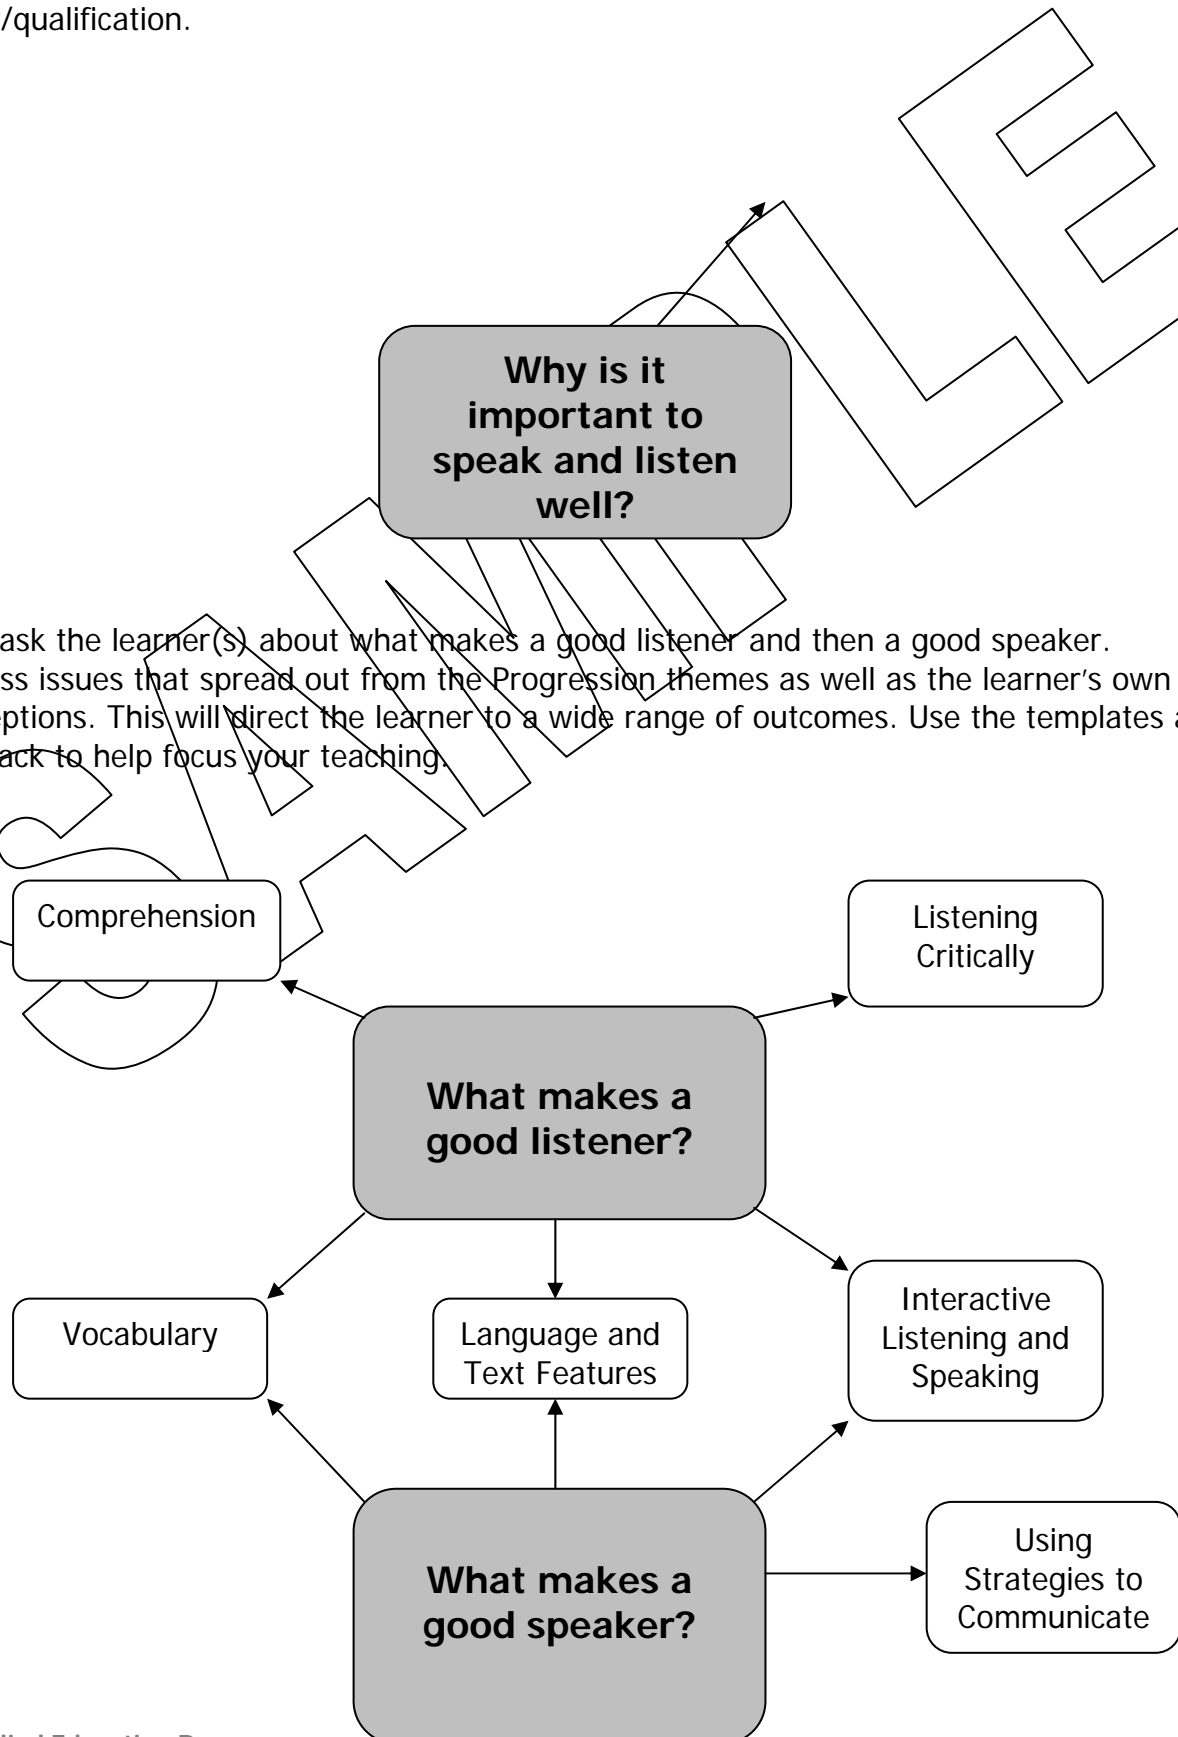 /qualification.
SAMPLE
Why is it
important to
speak and listen
well?
ask the learner(s) about what makes a good listener and then a good speaker.
ss issues that spread out from the Progression themes as well as the learner's own
ptions. This will direct the learner to a wide range of outcomes. Use the templates a
ack to help focus your teaching.
Comprehension
Listening
Critically
What makes a
good listener?
Vocabulary
Language and
Text Features
Interactive
Listening and
Speaking
What makes a
good speaker?
Using
Strategies to
Communicate